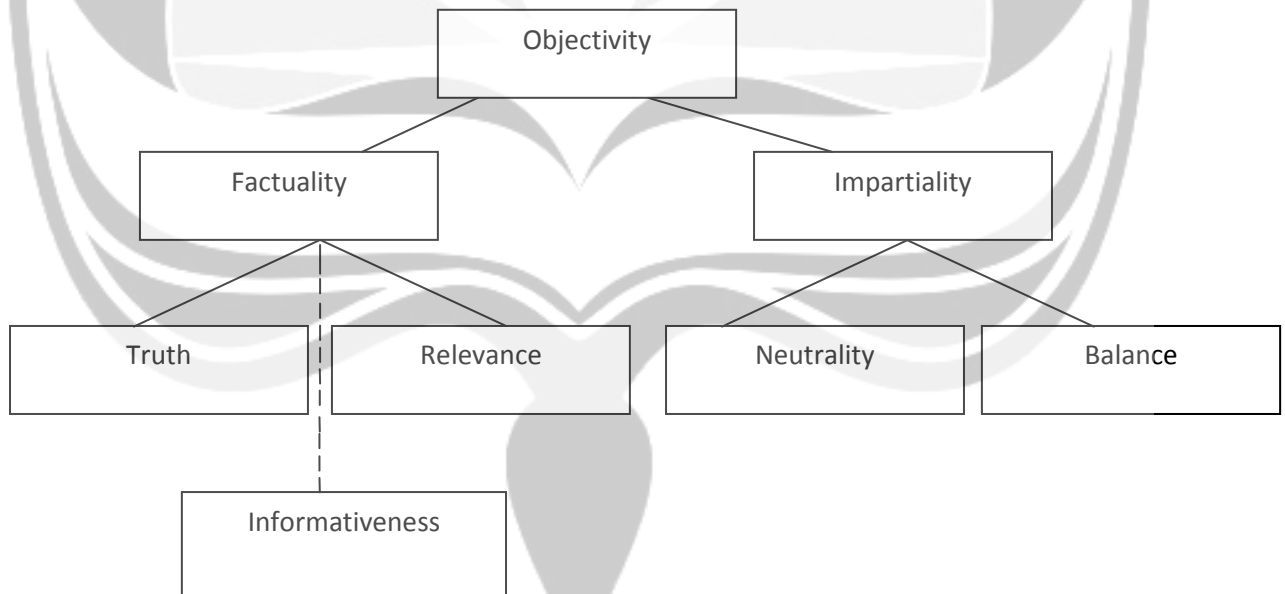 Objectivity
Factuality
Impartiality
Truth
Relevance
Neutrality
Balance
Informativeness